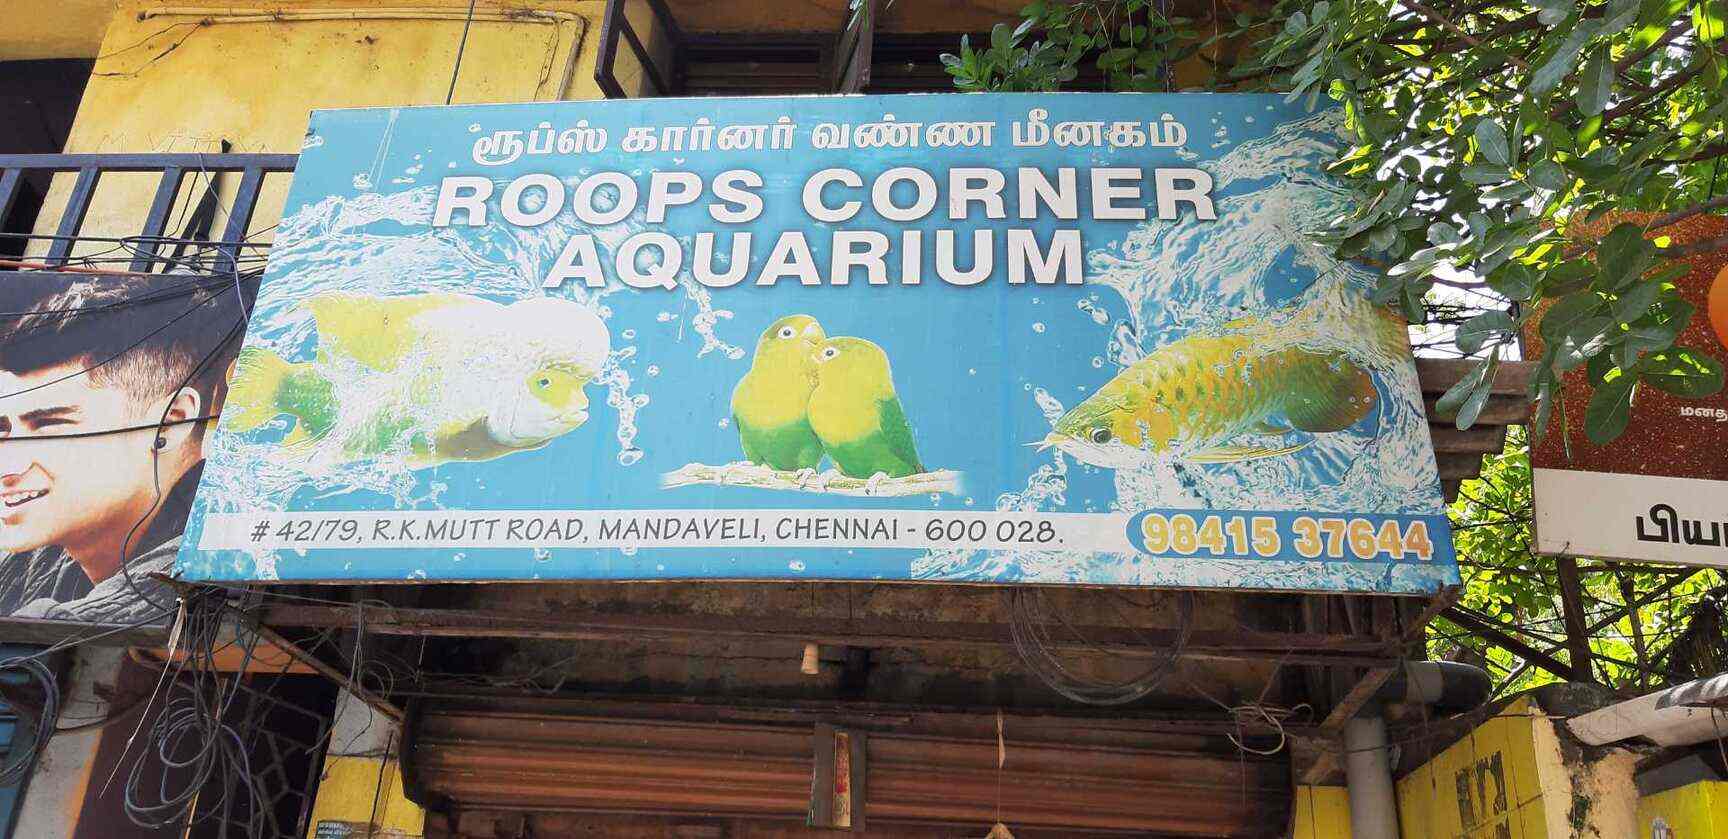 ரூப்ஸ் கார்னர் வண்ண மீனகம்
ROOPS CORNER
AQUARIUM
# 42/79, R.K.MUTT ROAD, MANDAVELI, CHENNAI - 600 028.
98415 37644